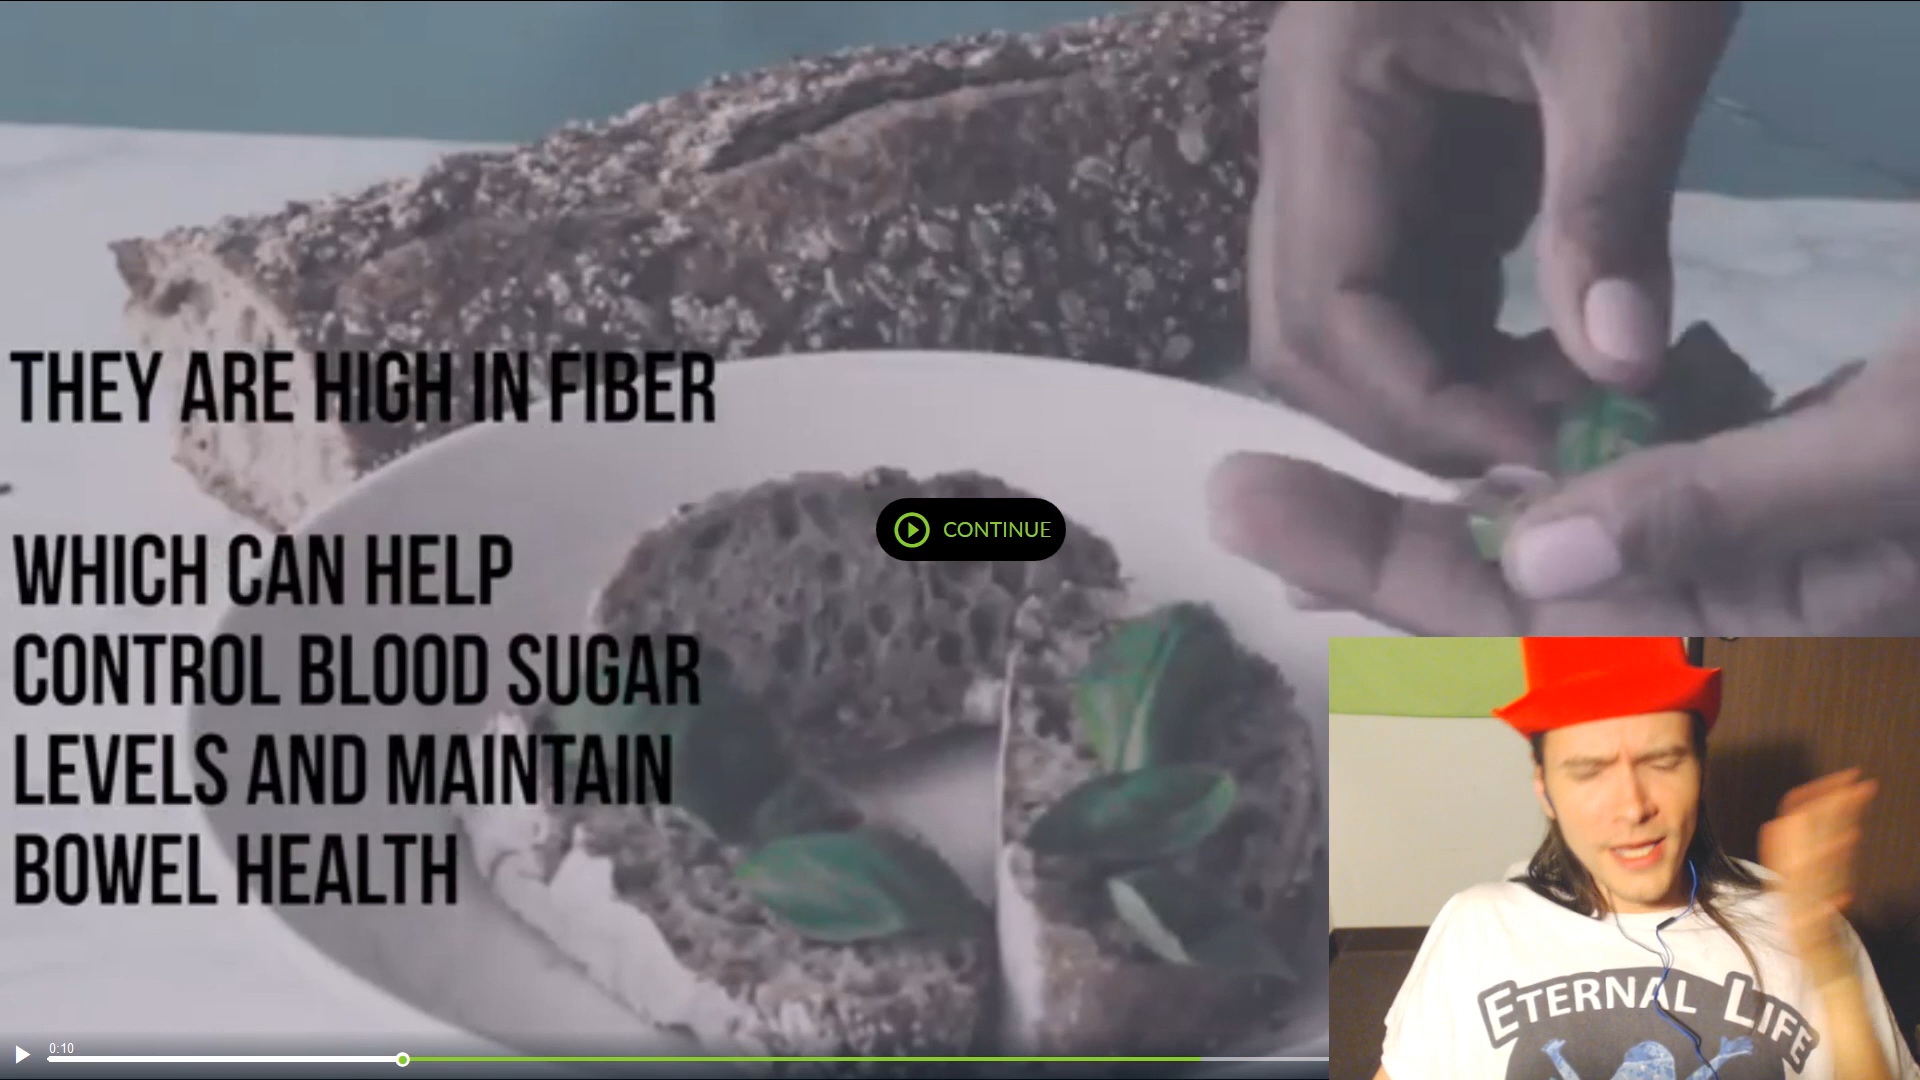 THEY ARE HIGH IN FIBER
WHICH CAN HELP
CONTROL BLOOD SUGAR
LEVELS AND MAINTAIN
BOWEL HEALTH
CONTINUE
0:10
ETERNAL LIFE